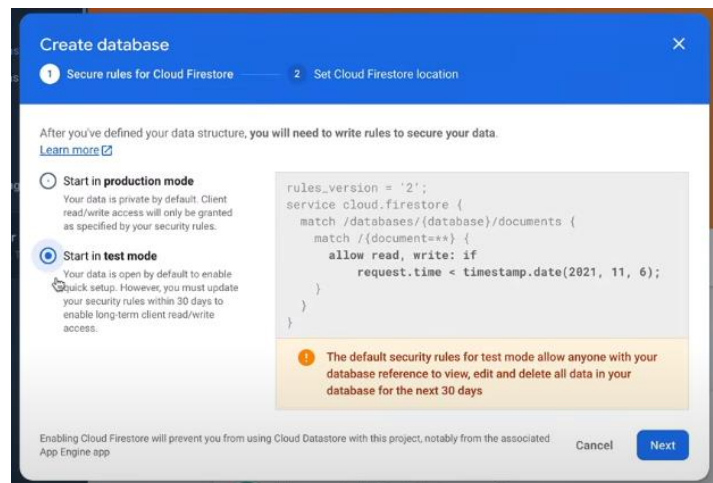 Create database
1 Secure rules for Cloud Firestore
2 Set Cloud Firestore location
After you've defined your data structure, you will need to write rules to secure your data.
Learn more
Start in production mode
Your data is private by default. Client
read/write access will only be granted
as specified by your security rules.
Start in test mode
Your data is open by default to enable
quick setup. However, you must update
your security rules within 30 days to
enable long-term client read/write
access.
rules_version = '2';
service cloud.firestore {
match /databases/{database}/documents {
match /{document=**} {
allow read, write: if
request.time < timestamp.date(2021, 11, 6);
}
}
}
The default security rules for test mode allow anyone with your
database reference to view, edit and delete all data in your
database for the next 30 days
Enabling Cloud Firestore will prevent you from using Cloud Datastore with this project, notably from the associated
App Engine app
Cancel
Next